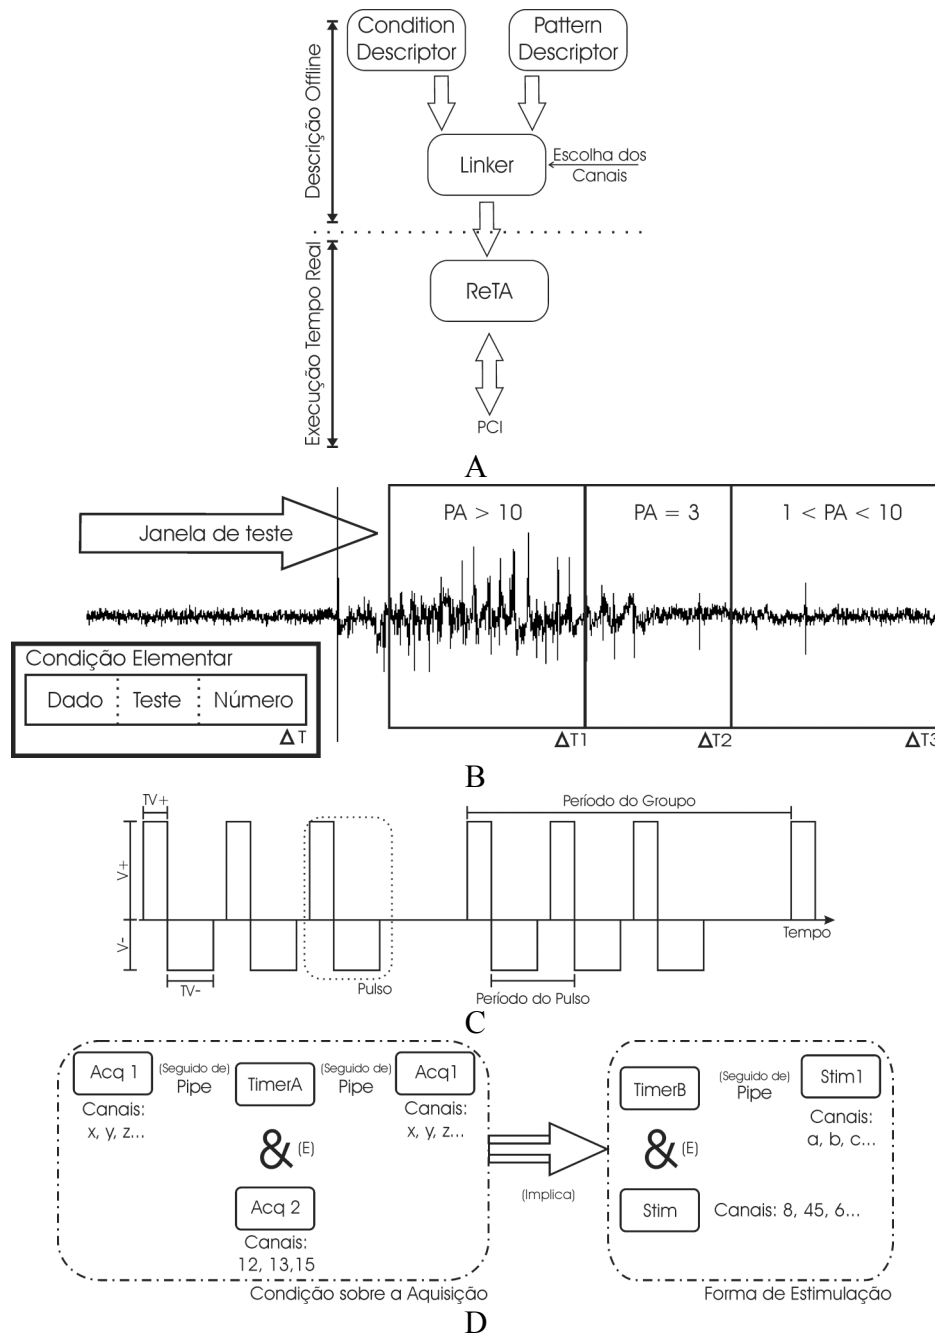 Condition
Descriptor
Pattern
Descriptor
Descrição Offline
Linker
Escolha dos
Canais
Execução Tempo Real
ReTA
PCI
A
Janela de teste
PA > 10
PA = 3
1 < PA < 10
Condição Elementar
Dado
Teste
Número
ΔT
ΔT1
ΔT2
ΔT3
B
TV+
Período do Groupo
V+
V-
Tempo
TV-
Pulso
Período do Pulso
C
Acq 1
(Seguido de)
Pipe
TimerA
(Seguido de)
Pipe
Acq1
Canais:
x, y, z...
Canais:
x, y, z...
& (E)
Acq 2
Canais:
12, 13,15
Condição sobre a Aquisição
(Implica)
TimerB
(Seguido de)
Pipe
Stim1
Canais:
a, b, c...
& (E)
Stim
Canais: 8, 45, 6...
Forma de Estimulação
D